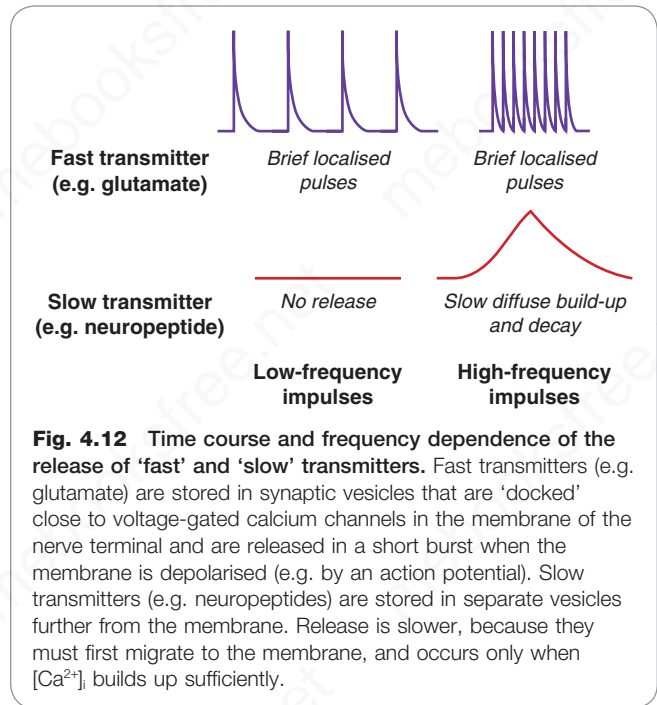 Fast transmitter Brief localised Brief localised
(e.g. glutamate) pulses pulses
Slow transmitter No release Slow diffuse build-up
(e.g. neuropeptide) and decay
Low-frequency High-frequency
impulses impulses
Fig. 4.12 Time course and frequency dependence of the
release of ‘fast’ and ‘slow’ transmitters. Fast transmitters (e.g.
glutamate) are stored in synaptic vesicles that are ‘docked’
close to voltage-gated calcium channels in the membrane of the
nerve terminal and are released in a short burst when the
membrane is depolarised (e.g. by an action potential). Slow
transmitters (e.g. neuropeptides) are stored in separate vesicles
further from the membrane. Release is slower, because they
must first migrate to the membrane, and occurs only when
[Ca²⁺]ᵢ builds up sufficiently.